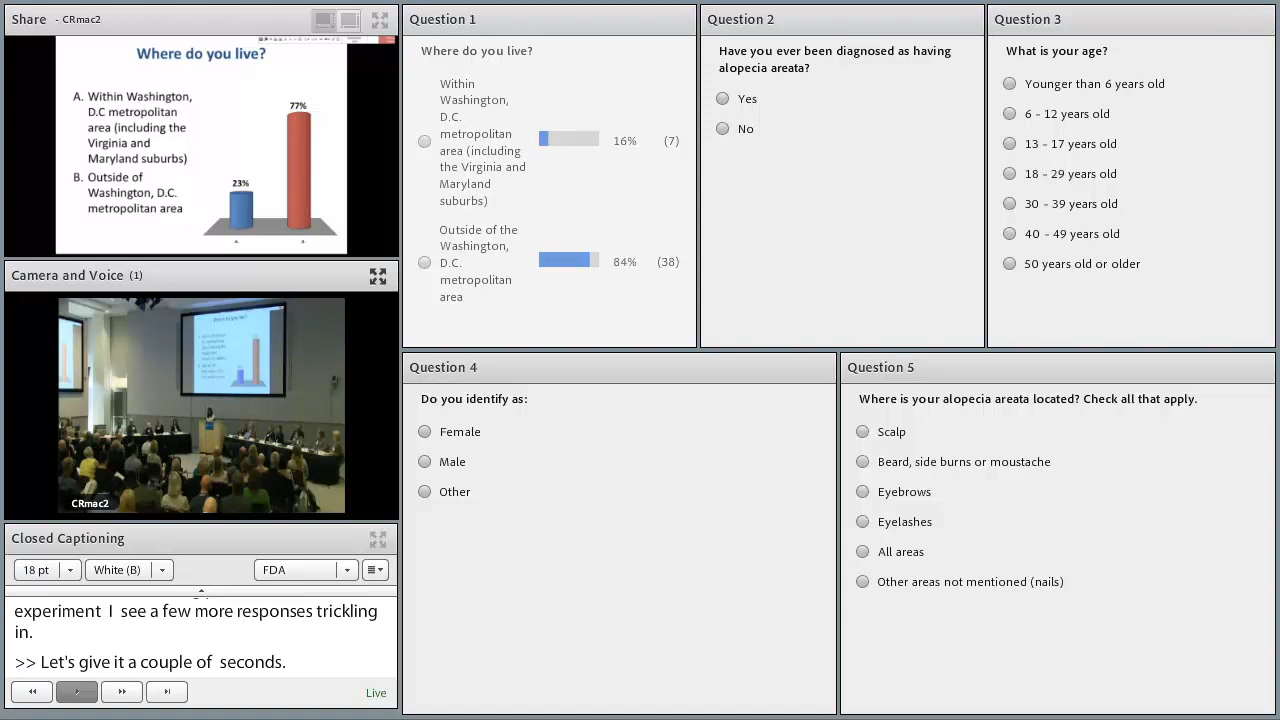 Share - CRmac2
Where do you live?
A. Within Washington,
D.C metropolitan
area (including the
Virginia and
Maryland suburbs)
B. Outside of
Washington, D.C.
metropolitan area
23%
77%
A.
B.
Camera and Voice (1)
CRmac2
Closed Captioning
18 pt
White (B)
FDA
experiment I see a few more responses trickling
in.
>> Let's give it a couple of seconds.
Live
Question 1
Where do you live?
Within
Washington,
D.C.
metropolitan
area (including
the Virginia and
Maryland
suburbs)
16% (7)
Outside of the
Washington,
D.C.
metropolitan
area
84% (38)
Question 2
Have you ever been diagnosed as having
alopecia areata?
Yes
No
Question 3
What is your age?
Younger than 6 years old
6 - 12 years old
13 - 17 years old
18 - 29 years old
30 - 39 years old
40 - 49 years old
50 years old or older
Question 4
Do you identify as:
Female
Male
Other
Question 5
Where is your alopecia areata located? Check all that apply.
Scalp
Beard, side burns or moustache
Eyebrows
Eyelashes
All areas
Other areas not mentioned (nails)